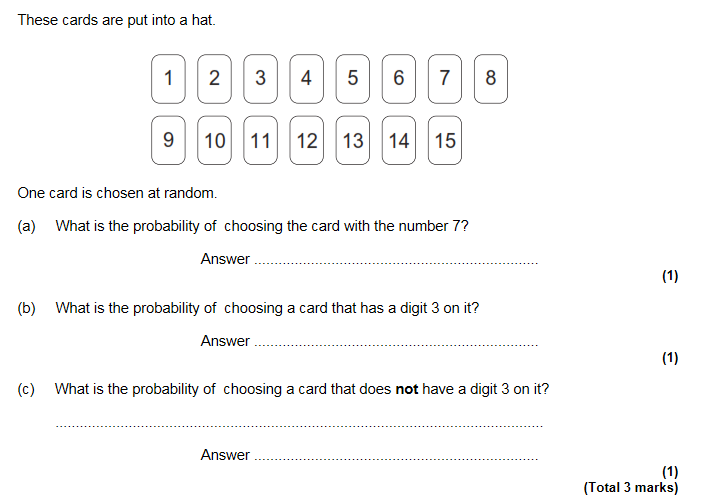 These cards are put into a hat.
1 2 3 4 5 6 7 8
9 10 11 12 13 14 15
One card is chosen at random.
(a) What is the probability of choosing the card with the number 7?
Answer ......................................................................
(1)
(b) What is the probability of choosing a card that has a digit 3 on it?
Answer ......................................................................
(1)
(c) What is the probability of choosing a card that does not have a digit 3 on it?
..........................................................................................................................
Answer ......................................................................
(1)
(Total 3 marks)